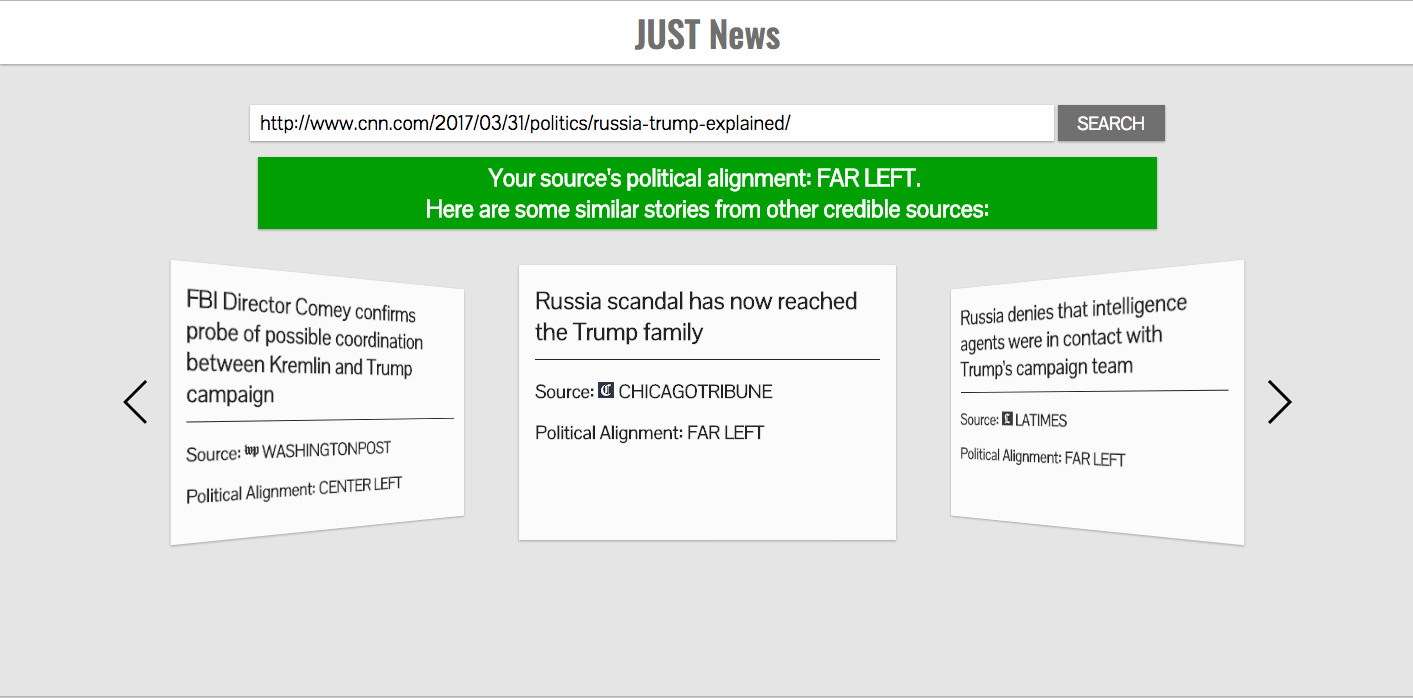 JUST News
http://www.cnn.com/2017/03/31/politics/russia-trump-explained/
SEARCH
Your source's political alignment: FAR LEFT.
Here are some similar stories from other credible sources:
FBI Director Comey confirms
probe of possible coordination
between Kremlin and Trump
campaign
Source: wp WASHINGTONPOST
Political Alignment: CENTER LEFT
Russia scandal has now reached
the Trump family
Source: C CHICAGOTRIBUNE
Political Alignment: FAR LEFT
Russia denies that intelligence
agents were in contact with
Trump's campaign team
Source: LATIMES
Political Alignment: FAR LEFT